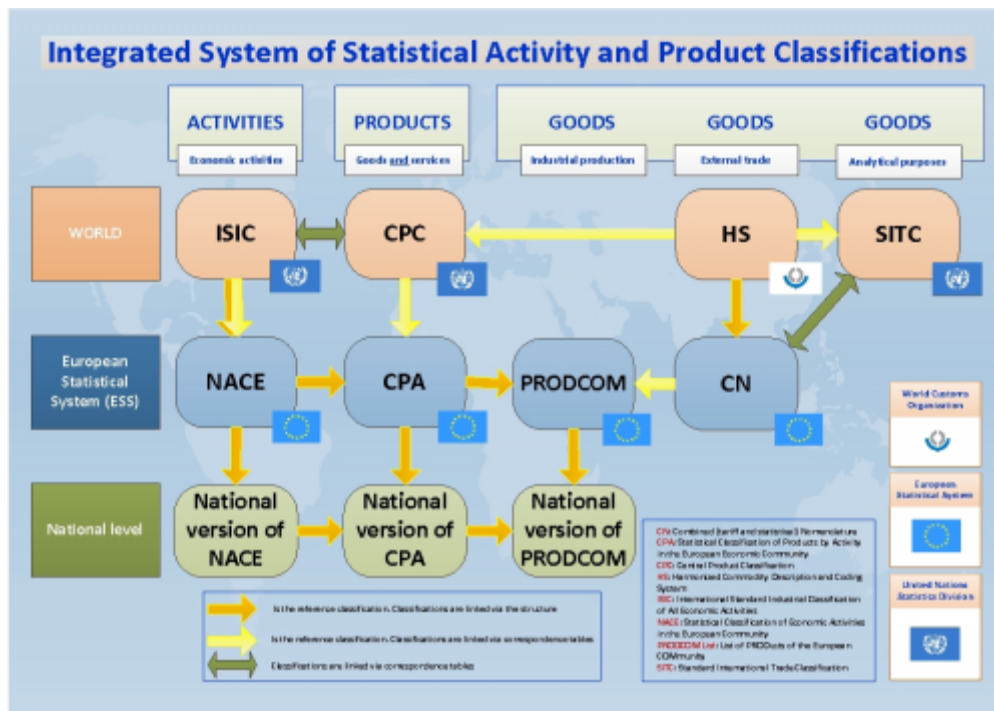 Integrated System of Statistical Activity and Product Classifications
ACTIVITIES
PRODUCTS
GOODS
GOODS
GOODS
Economic activities
Goods and services
Industrial production
External trade
Analytical purposes
WORLD
ISIC
CPC
HS
SITC
European
Statistical
System (ESS)
NACE
CPA
PRODCOM
CN
World Customs
Organization
European
Statistical System
United Nations
Statistics Division
National level
National
version of
NACE
National
version of
CPA
National
version of
PRODCOM
CN: Combined (tariff and statistical) Nomenclature
CPA: Statistical Classification of Products by Activity
in the European Economic Community
CPC: Central Product Classification
HS: Harmonized Commodity Description and Coding
System
ISIC: International Standard Industrial Classification
of All Economic Activities
NACE: Statistical Classification of Economic Activities
in the European Community
PRODCOM List: List of PRODucts of the European
COMmunity
SITC: Standard International Trade Classification
Is the reference classification. Classifications are linked via the structure
Is the reference classification. Classifications are linked via correspondence tables
Classifications are linked via correspondence tables